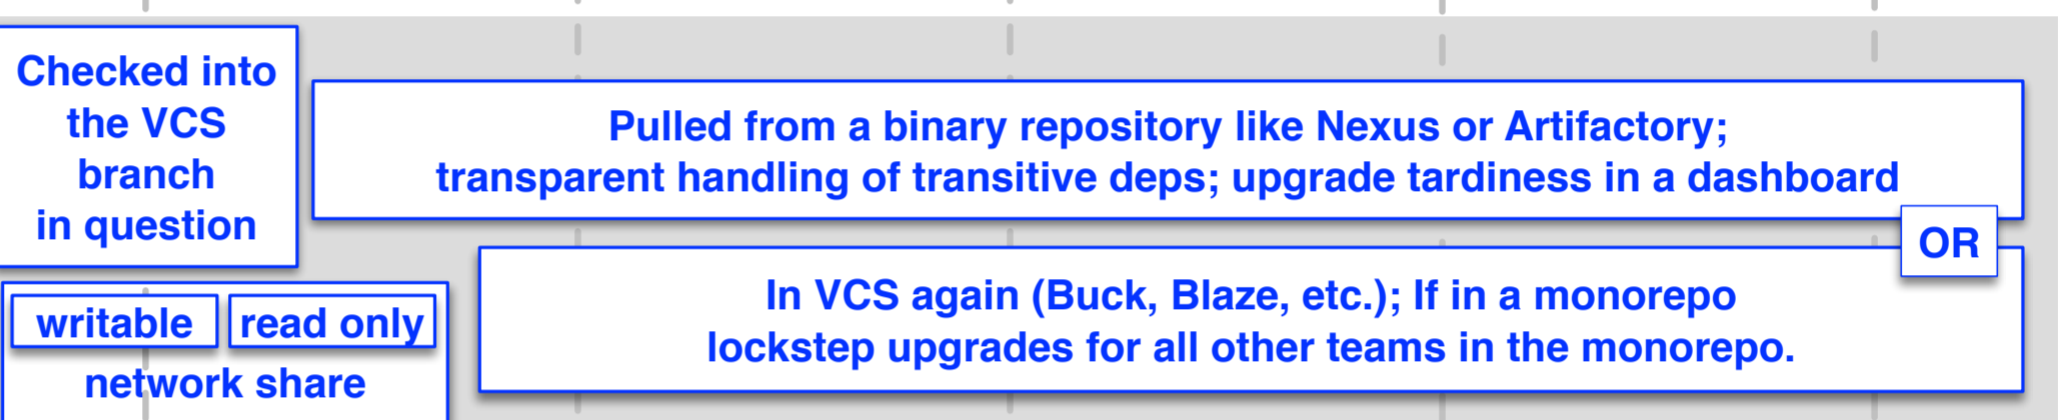 Checked into
the VCS
branch
in question
Pulled from a binary repository like Nexus or Artifactory;
transparent handling of transitive deps; upgrade tardiness in a dashboard
OR
In VCS again (Buck, Blaze, etc.); If in a monorepo
lockstep upgrades for all other teams in the monorepo.
writable
read only
network share